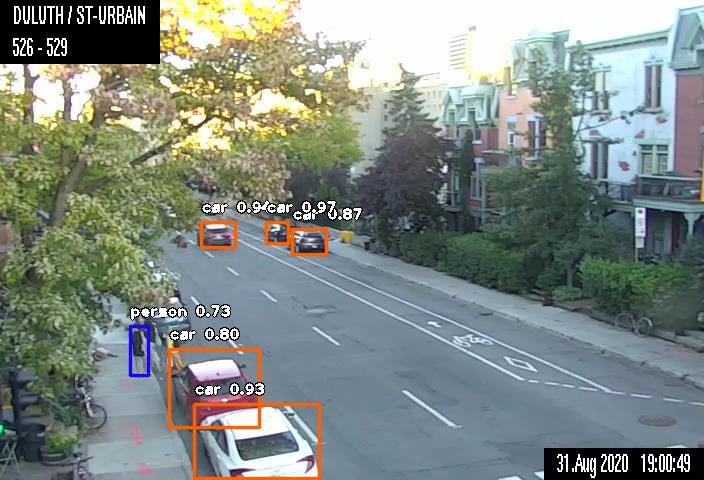 DULUTH / ST-URBAIN
526 - 529
car 0.94
car 0.97
car 0.87
person 0.73
car 0.80
car 0.93
31.Aug 2020 19:00:49